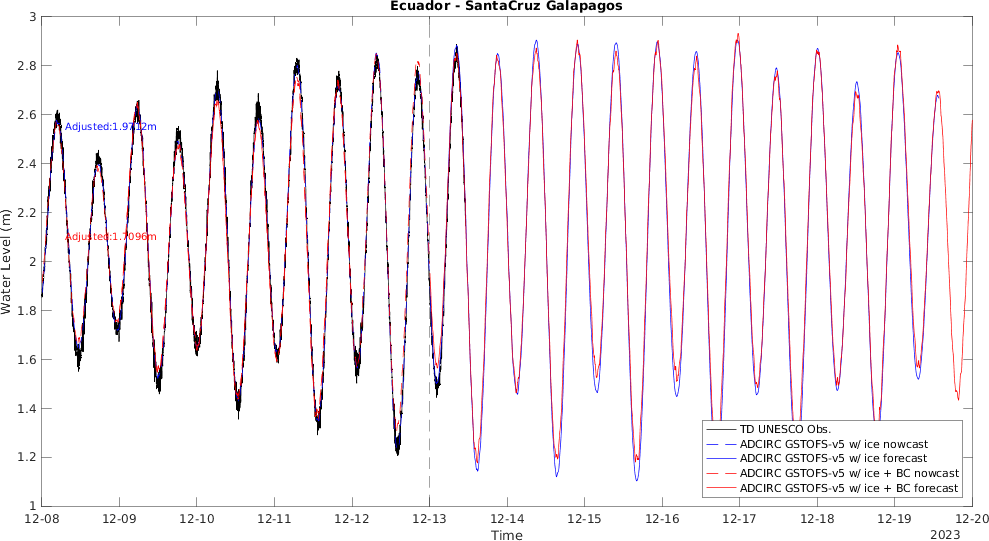 Ecuador - SantaCruz Galapagos
3
2.8
2.6
2.4
2.2
2
1.8
1.6
1.4
1.2
1
Water Level (m)
Adjusted:1.9712m
Adjusted:1.7096m
TD UNESCO Obs.
ADCIRC GSTOFS-v5 w/ ice nowcast
ADCIRC GSTOFS-v5 w/ ice forecast
ADCIRC GSTOFS-v5 w/ ice + BC nowcast
ADCIRC GSTOFS-v5 w/ ice + BC forecast
12-08 12-09 12-10 12-11 12-12 12-13 12-14 12-15 12-16 12-17 12-18 12-19 12-20
Time
2023